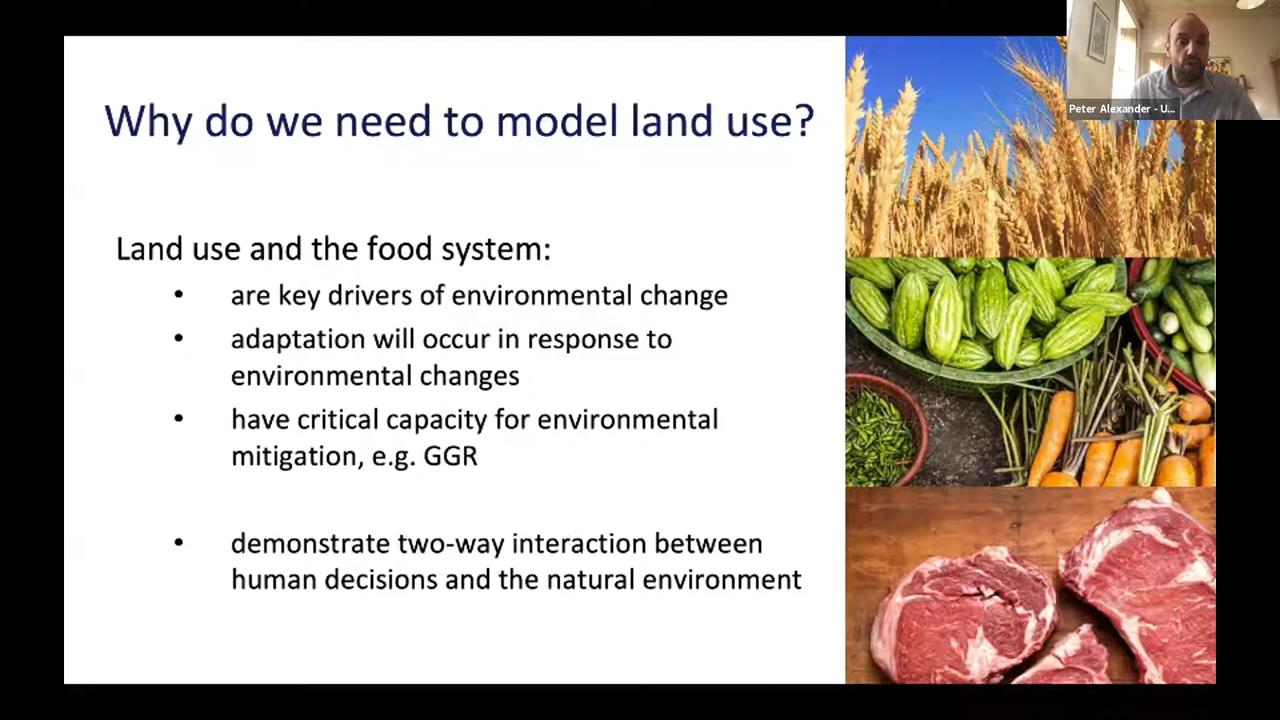 Why do we need to model land use?
Peter Alexander - U...
Land use and the food system:
• are key drivers of environmental change
• adaptation will occur in response to
environmental changes
• have critical capacity for environmental
mitigation, e.g. GGR
• demonstrate two-way interaction between
human decisions and the natural environment